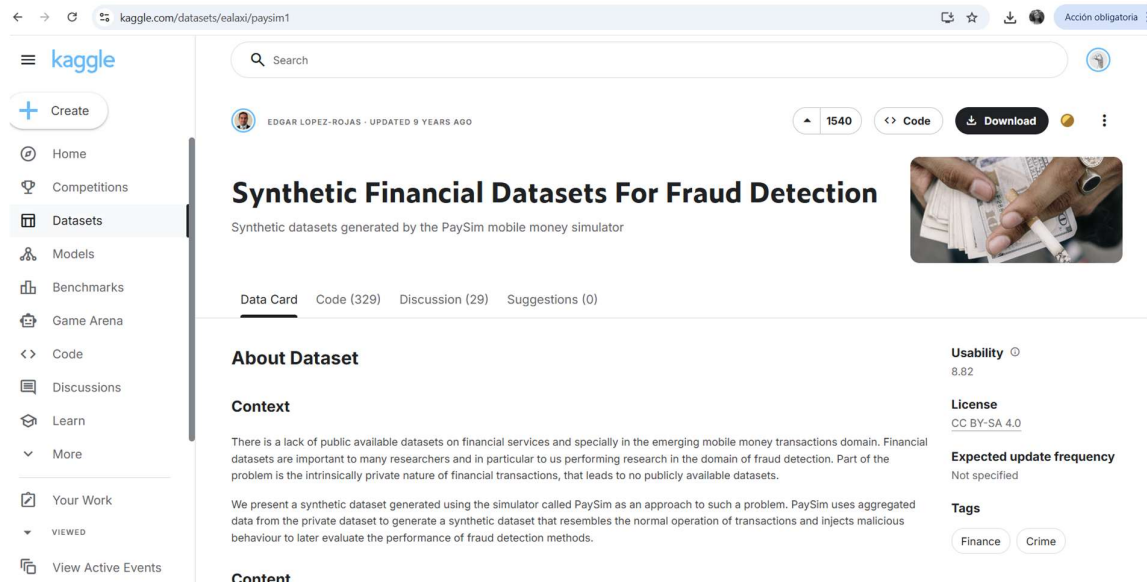 kaggle.com/datasets/ealaxi/paysim1
Acción obligatoria
kaggle
Search
Create
Home
Competitions
Datasets
Models
Benchmarks
Game Arena
Code
Discussions
Learn
More
Your Work
VIEWED
View Active Events
EDGAR LOPEZ-ROJAS · UPDATED 9 YEARS AGO
1540
<> Code
Download
Synthetic Financial Datasets For Fraud Detection
Synthetic datasets generated by the PaySim mobile money simulator
Data Card Code (329) Discussion (29) Suggestions (0)
About Dataset
Context
There is a lack of public available datasets on financial services and specially in the emerging mobile money transactions domain. Financial
datasets are important to many researchers and in particular to us performing research in the domain of fraud detection. Part of the
problem is the intrinsically private nature of financial transactions, that leads to no publicly available datasets.
We present a synthetic dataset generated using the simulator called PaySim as an approach to such a problem. PaySim uses aggregated
data from the private dataset to generate a synthetic dataset that resembles the normal operation of transactions and injects malicious
behaviour to later evaluate the performance of fraud detection methods.
Content
Usability
8.82
License
CC BY-SA 4.0
Expected update frequency
Not specified
Tags
Finance
Crime